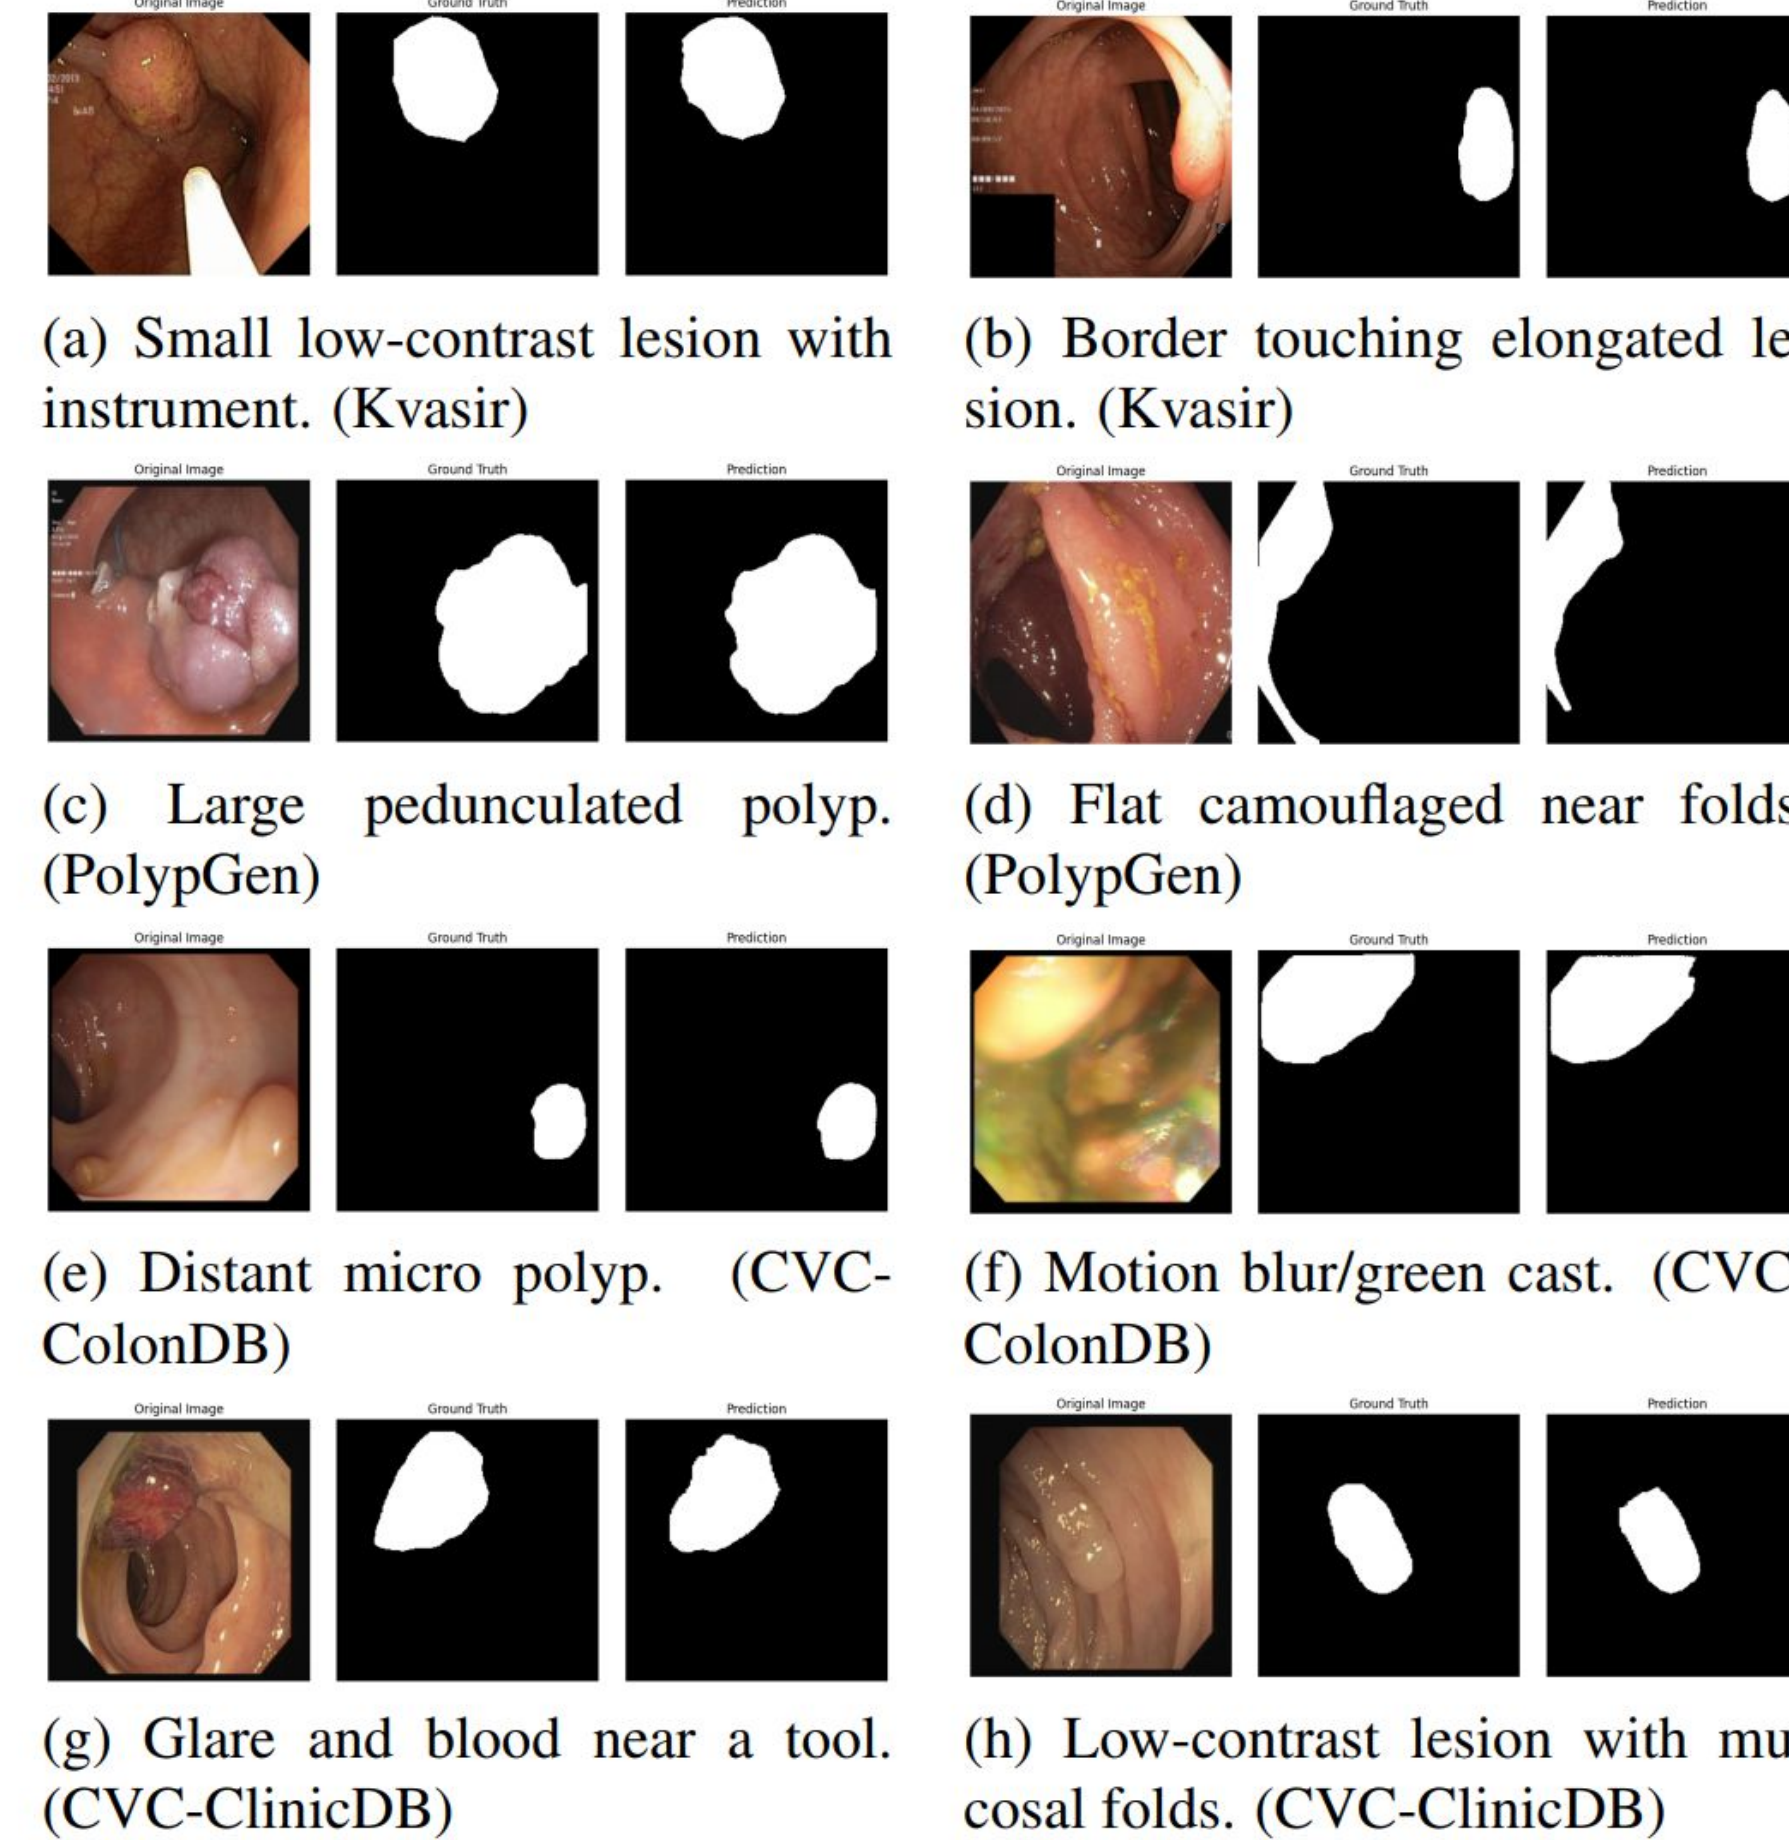 Original Image Ground Truth Prediction
Original Image Ground Truth Prediction
(a) Small low-contrast lesion with
instrument. (Kvasir)
(b) Border touching elongated le
sion. (Kvasir)
Original Image Ground Truth Prediction
Original Image Ground Truth Prediction
(c) Large pedunculated polyp.
(PolypGen)
(d) Flat camouflaged near folds
(PolypGen)
Original Image Ground Truth Prediction
Original Image Ground Truth Prediction
(e) Distant micro polyp. (CVC-
ColonDB)
(f) Motion blur/green cast. (CVC
ColonDB)
Original Image Ground Truth Prediction
Original Image Ground Truth Prediction
(g) Glare and blood near a tool.
(CVC-ClinicDB)
(h) Low-contrast lesion with mu
cosal folds. (CVC-ClinicDB)